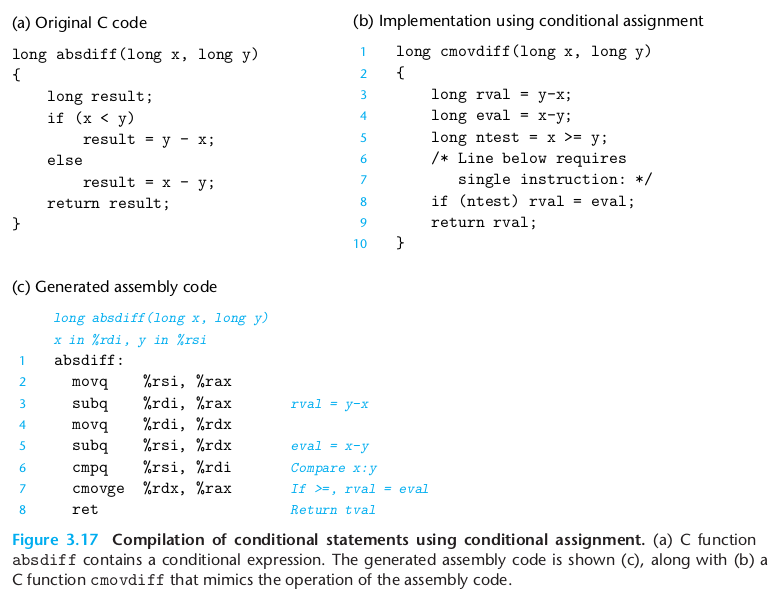 (a) Original C code
long absdiff(long x, long y)
{
    long result;
    if (x < y)
        result = y - x;
    else
        result = x - y;
    return result;
}
(b) Implementation using conditional assignment
1 long cmovdiff(long x, long y)
2 {
3     long rval = y-x;
4     long eval = x-y;
5     long ntest = x >= y;
6     /* Line below requires
7        single instruction: */
8     if (ntest) rval = eval;
9     return rval;
10 }
(c) Generated assembly code
long absdiff(long x, long y)
x in %rdi, y in %rsi
1 absdiff:
2   movq    %rsi, %rax
3   subq    %rdi, %rax    rval = y-x
4   movq    %rdi, %rdx
5   subq    %rsi, %rdx    eval = x-y
6   cmpq    %rsi, %rdi    Compare x:y
7   cmovge  %rdx, %rax    If >=, rval = eval
8   ret    Return tval
Figure 3.17 Compilation of conditional statements using conditional assignment. (a) C function
absdiff contains a conditional expression. The generated assembly code is shown (c), along with (b) a
C function cmovdiff that mimics the operation of the assembly code.